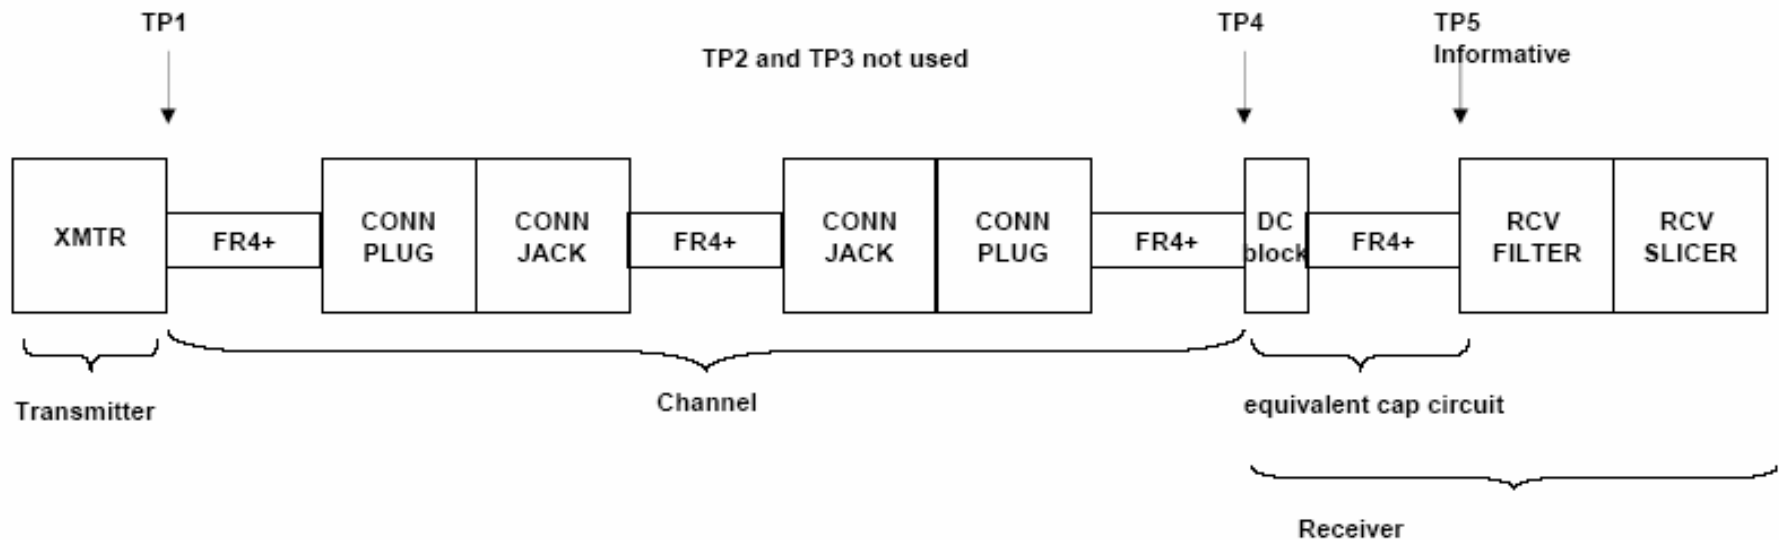 TP1
TP2 and TP3 not used
TP4
TP5
Informative
XMTR
FR4+
CONN
PLUG
CONN
JACK
FR4+
CONN
JACK
CONN
PLUG
FR4+
DC
block
FR4+
RCV
FILTER
RCV
SLICER
Transmitter
Channel
equivalent cap circuit
Receiver